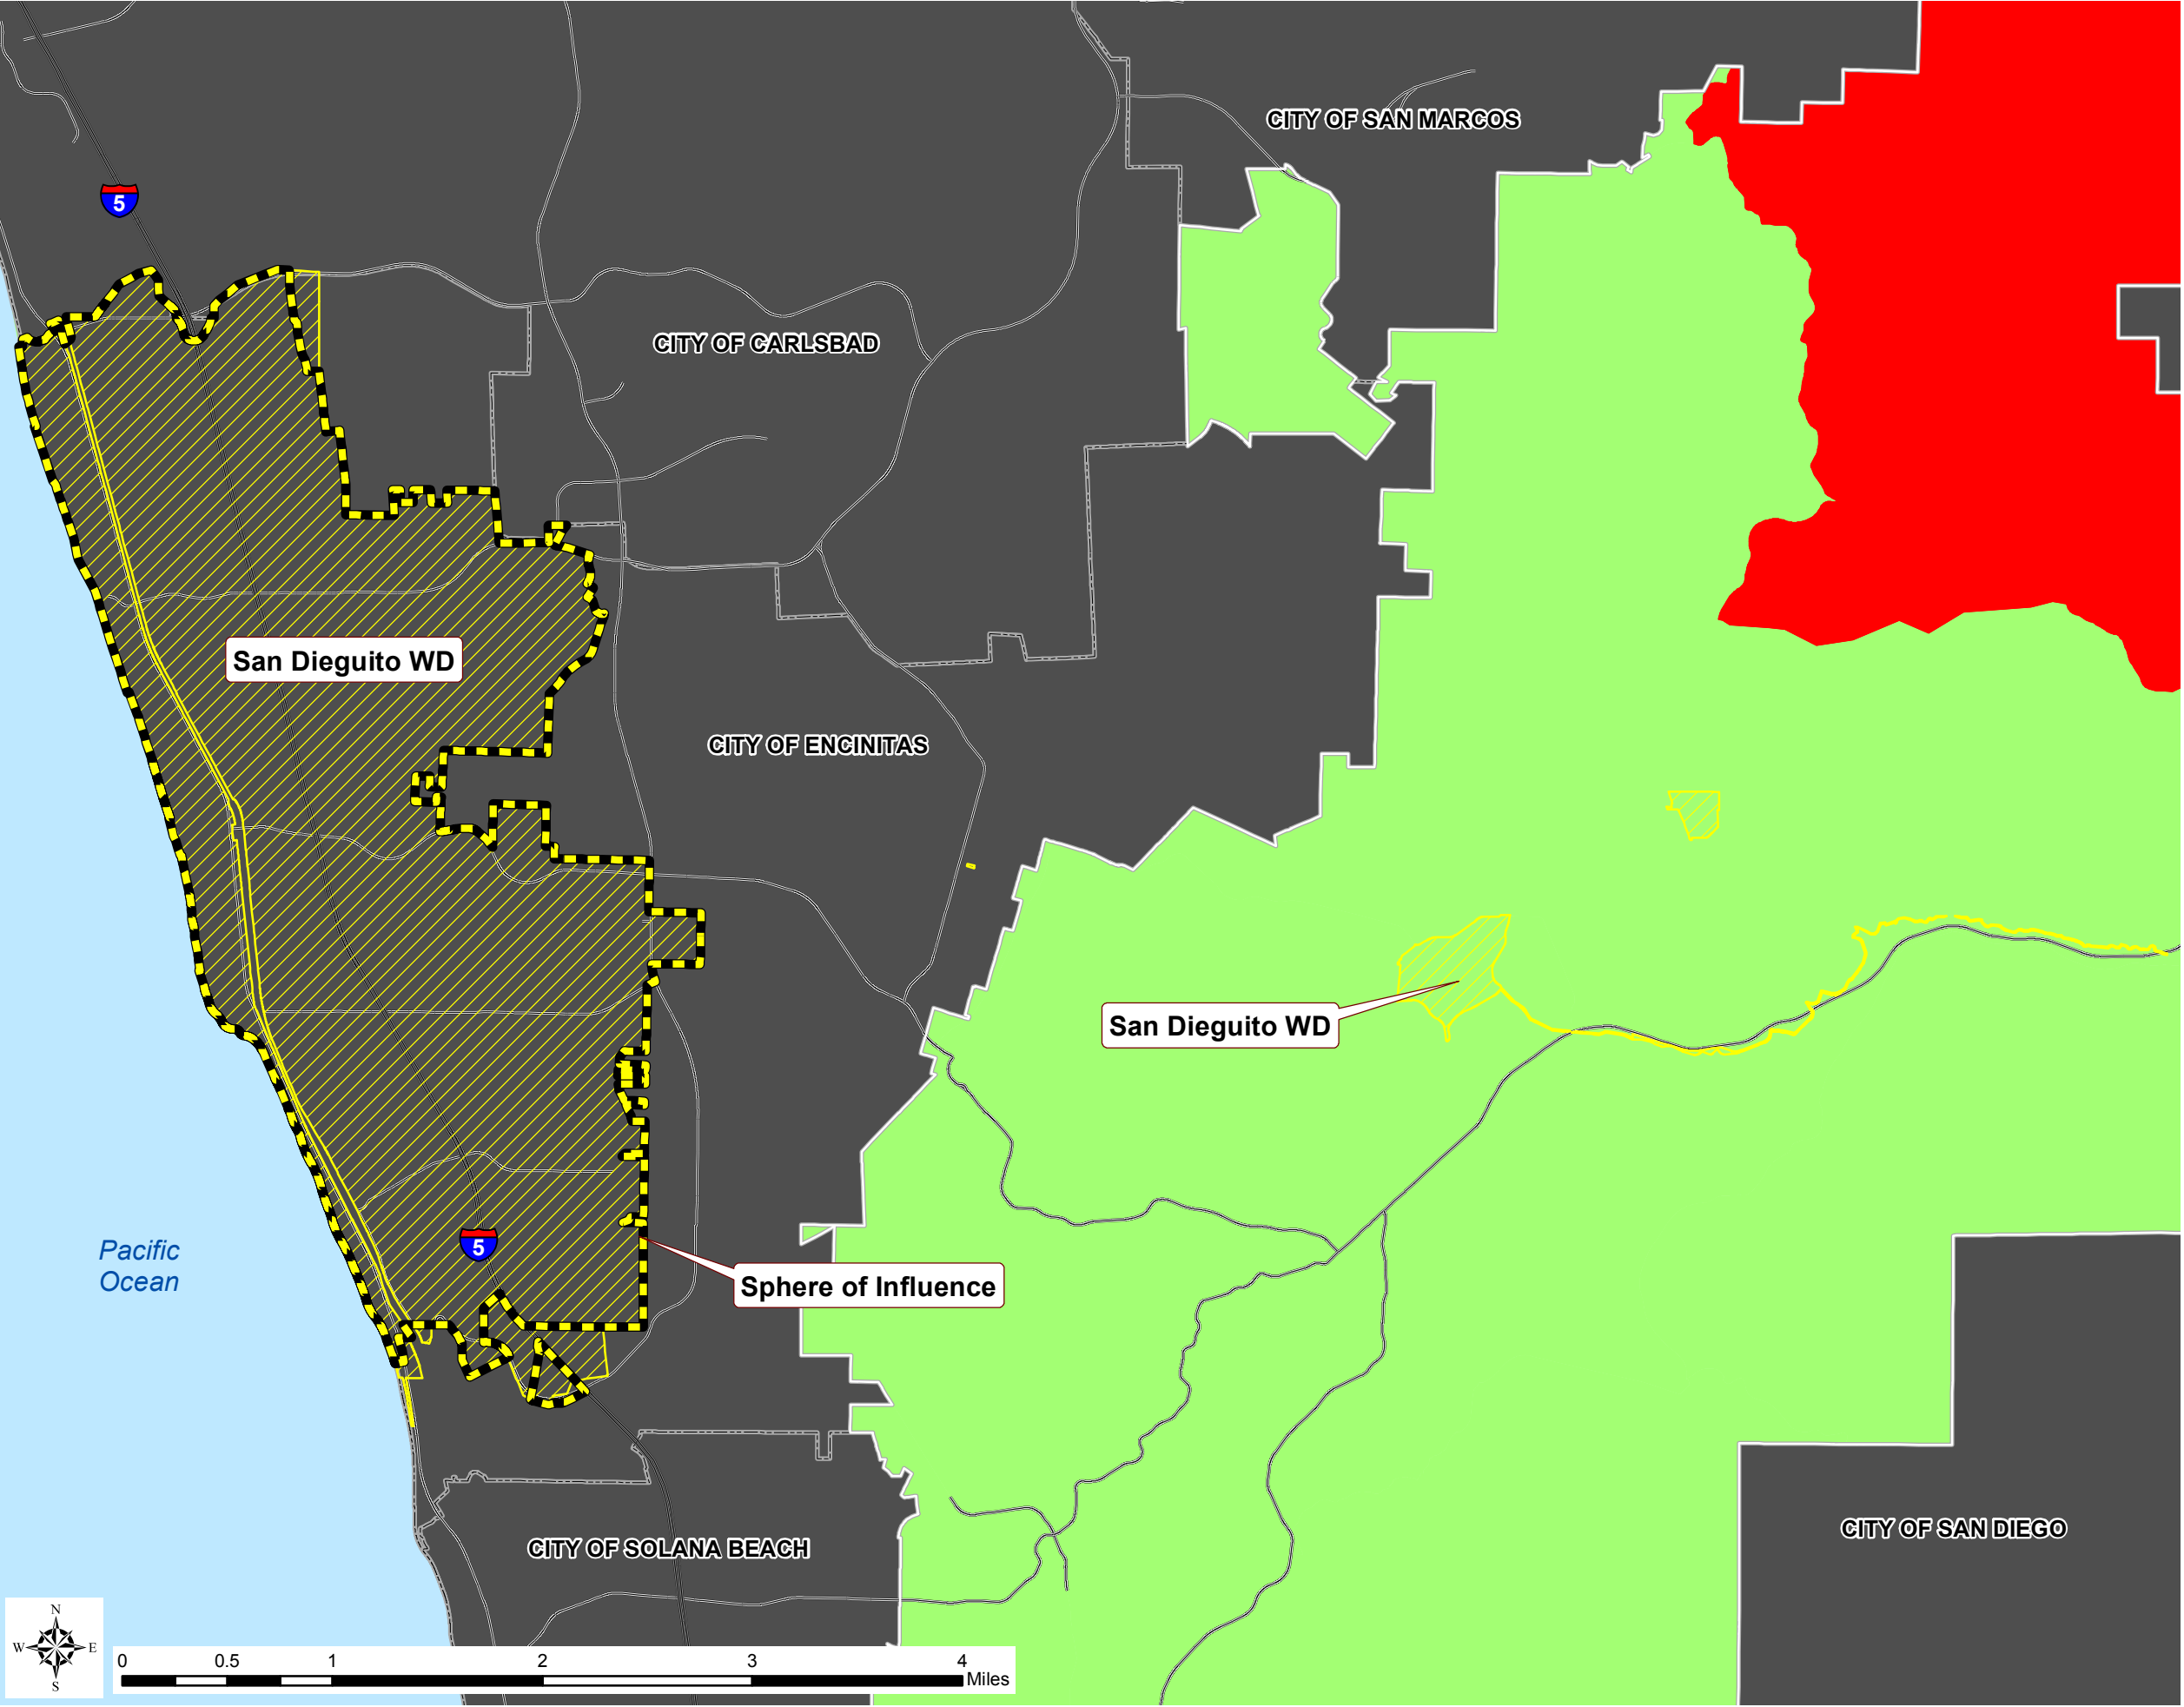 CITY OF SAN MARCOS
5
CITY OF CARLSBAD
San Dieguito WD
CITY OF ENCINITAS
San Dieguito WD
5
Pacific
Ocean
Sphere of Influence
CITY OF SOLANA BEACH
CITY OF SAN DIEGO
N
W E
S
0 0.5 1 2 3 4
Miles